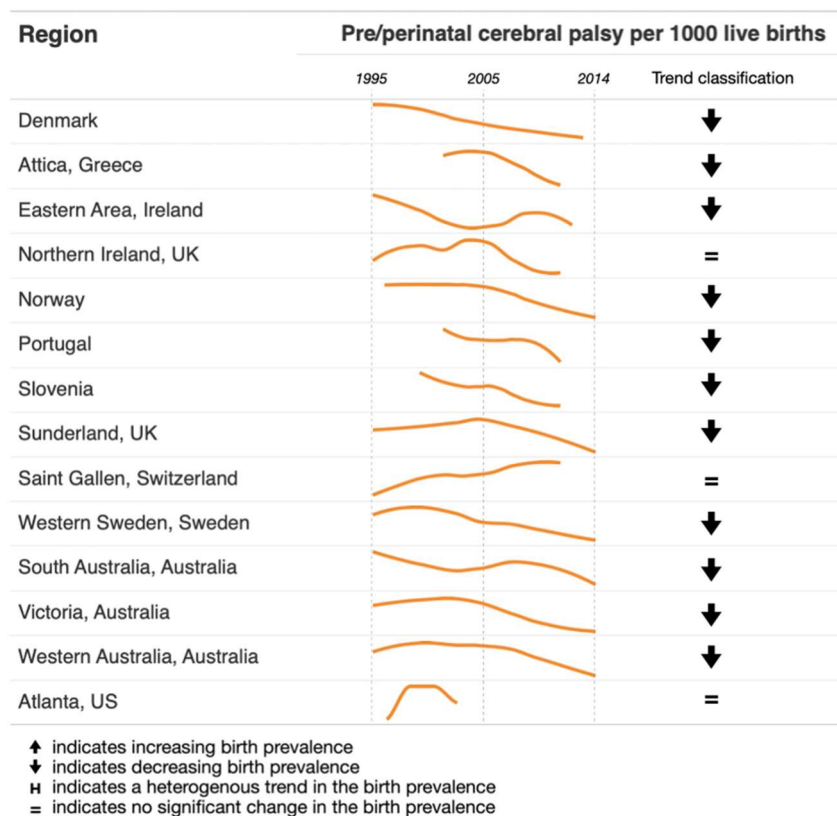 Region Pre/perinatal cerebral palsy per 1000 live births
1995 2005 2014 Trend classification
Denmark
Attica, Greece
Eastern Area, Ireland
Northern Ireland, UK =
Norway
Portugal
Slovenia
Sunderland, UK
Saint Gallen, Switzerland =
Western Sweden, Sweden
South Australia, Australia
Victoria, Australia
Western Australia, Australia
Atlanta, US =
indicates increasing birth prevalence
indicates decreasing birth prevalence
H indicates a heterogenous trend in the birth prevalence
= indicates no significant change in the birth prevalence